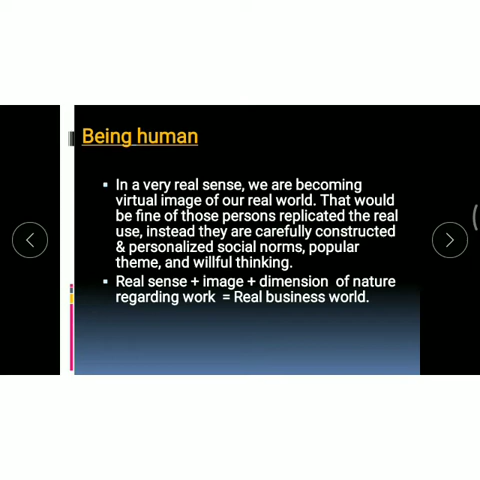 Being human
In a very real sense, we are becoming
virtual image of our real world. That would
be fine of those persons replicated the real
use, instead they are carefully constructed
& personalized social norms, popular
theme, and willful thinking.
Real sense + image + dimension of nature
regarding work = Real business world.